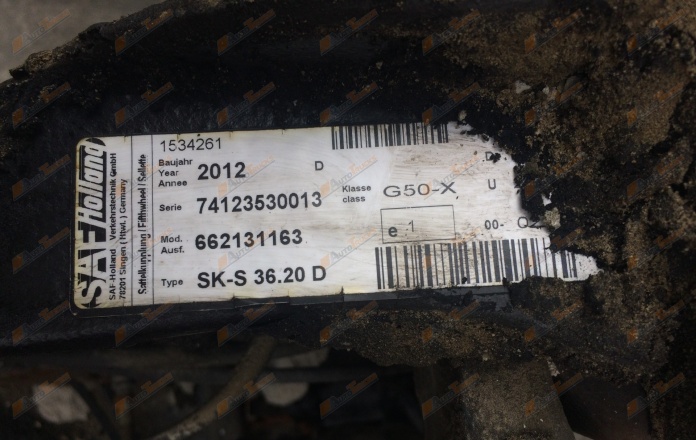 SAF Holland
SAF-Holland Verkehrstechnik GmbH
78201 Singen (Htwl.) Germany
Sattelkupplung / Fifthwheel / Sellette
1534261
Baujahr
Year
Annee
2012 D
Serie 74123530013
Mod.
Ausf.
662131163
Type SK-S 36.20 D
Klasse
class
G50-X
D
U
e 1
00-